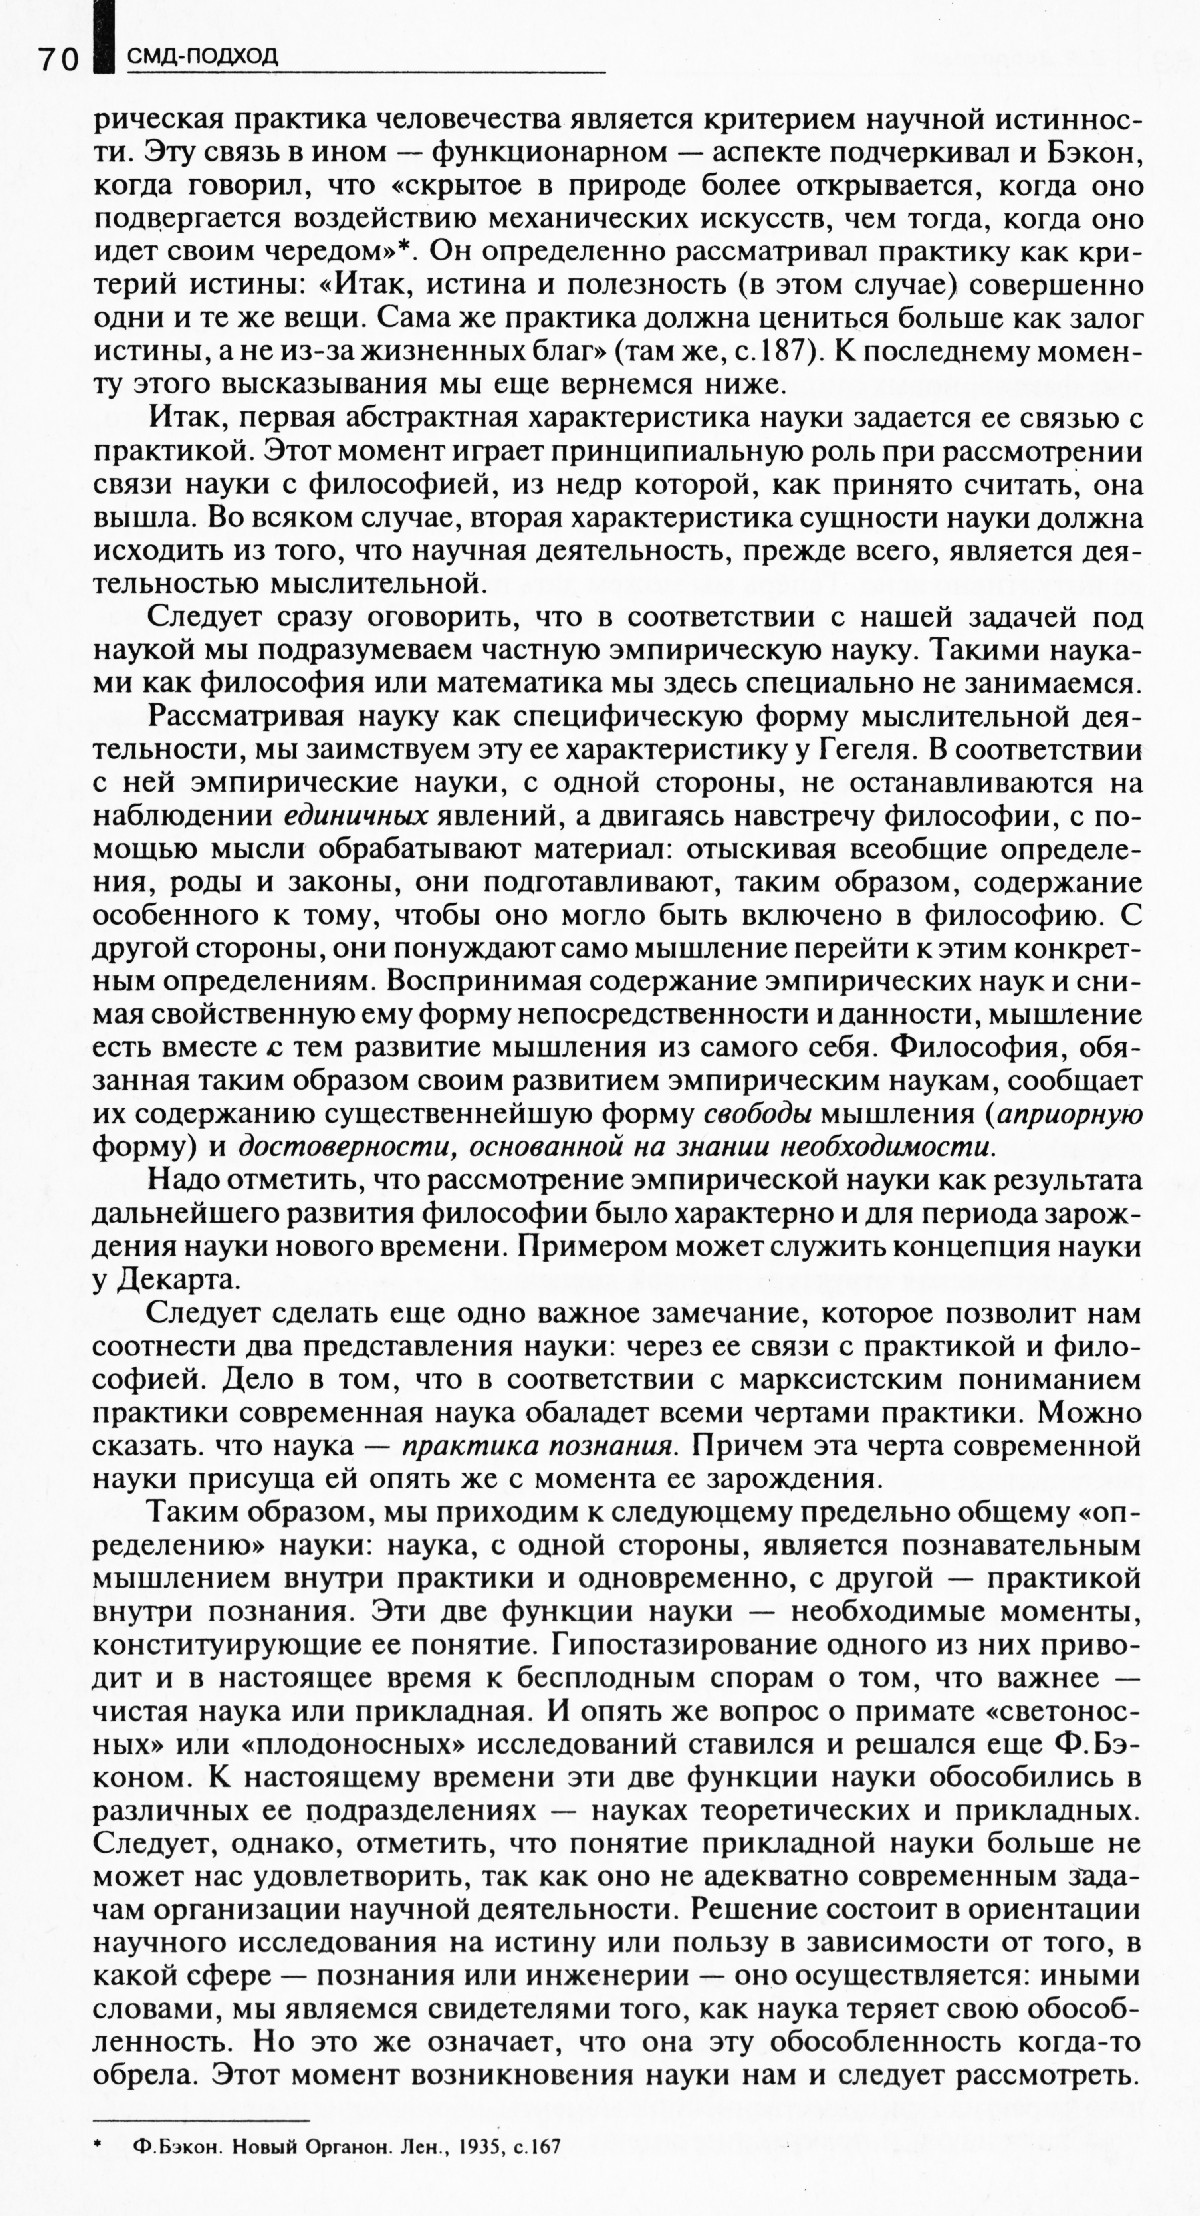 70 СМД-ПОДХОД
рическая практика человечества является критерием научной истиннос-
ти. Эту связь в ином — функционарном — аспекте подчеркивал и Бэкон,
когда говорил, что «скрытое в природе более открывается, когда оно
подвергается воздействию механических искусств, чем тогда, когда оно
идет своим чередом»*. Он определенно рассматривал практику как кри-
терий истины: «Итак, истина и полезность (в этом случае) совершенно
одни и те же вещи. Сама же практика должна цениться больше как залог
истины, а не из-за жизненных благ» (там же, с.187). К последнему момен-
ту этого высказывания мы еще вернемся ниже.
Итак, первая абстрактная характеристика науки задается ее связью с
практикой. Этот момент играет принципиальную роль при рассмотрении
связи науки с философией, из недр которой, как принято считать, она
вышла. Во всяком случае, вторая характеристика сущности науки должна
исходить из того, что научная деятельность, прежде всего, является дея-
тельностью мыслительной.
Следует сразу оговорить, что в соответствии с нашей задачей под
наукой мы подразумеваем частную эмпирическую науку. Такими наука-
ми как философия или математика мы здесь специально не занимаемся.
Рассматривая науку как специфическую форму мыслительной дея-
тельности, мы заимствуем эту ее характеристику у Гегеля. В соответствии
с ней эмпирические науки, с одной стороны, не останавливаются на
наблюдении единичных явлений, а двигаясь навстречу философии, с по-
мощью мысли обрабатывают материал: отыскивая всеобщие определе-
ния, роды и законы, они подготавливают, таким образом, содержание
особенного к тому, чтобы оно могло быть включено в философию. С
другой стороны, они понуждают само мышление перейти к этим конкрет-
ным определениям. Воспринимая содержание эмпирических наук и сни-
мая свойственную ему форму непосредственности и данности, мышление
есть вместе с тем развитие мышления из самого себя. Философия, обя-
занная таким образом своим развитием эмпирическим наукам, сообщает
их содержанию существеннейшую форму свободы мышления (априорную
форму) и достоверности, основанной на знании необходимости.
Надо отметить, что рассмотрение эмпирической науки как результата
дальнейшего развития философии было характерно и для периода зарож-
дения науки нового времени. Примером может служить концепция науки
у Декарта.
Следует сделать еще одно важное замечание, которое позволит нам
соотнести два представления науки: через ее связи с практикой и фило-
софией. Дело в том, что в соответствии с марксистским пониманием
практики современная наука обаладет всеми чертами практики. Можно
сказать. что наука — практика познания. Причем эта черта современной
науки присуща ей опять же с момента ее зарождения.
Таким образом, мы приходим к следующему предельно общему «оп-
ределению» науки: наука, с одной стороны, является познавательным
мышлением внутри практики и одновременно, с другой — практикой
внутри познания. Эти две функции науки — необходимые моменты,
конституирующие ее понятие. Гипостазирование одного из них приво-
дит и в настоящее время к бесплодным спорам о том, что важнее —
чистая наука или прикладная. И опять же вопрос о примате «светонос-
ных» или «плодоносных» исследований ставился и решался еще Ф.Бэ-
коном. К настоящему времени эти две функции науки обособились в
различных ее подразделениях — науках теоретических и прикладных.
Следует, однако, отметить, что понятие прикладной науки больше не
может нас удовлетворить, так как оно не адекватно современным зада-
чам организации научной деятельности. Решение состоит в ориентации
научного исследования на истину или пользу в зависимости от того, в
какой сфере — познания или инженерии — оно осуществляется: иными
словами, мы являемся свидетелями того, как наука теряет свою обособ-
ленность. Но это же означает, что она эту обособленность когда-то
обрела. Этот момент возникновения науки нам и следует рассмотреть.
* Ф.Бэкон. Новый Органон. Лен., 1935, с.167